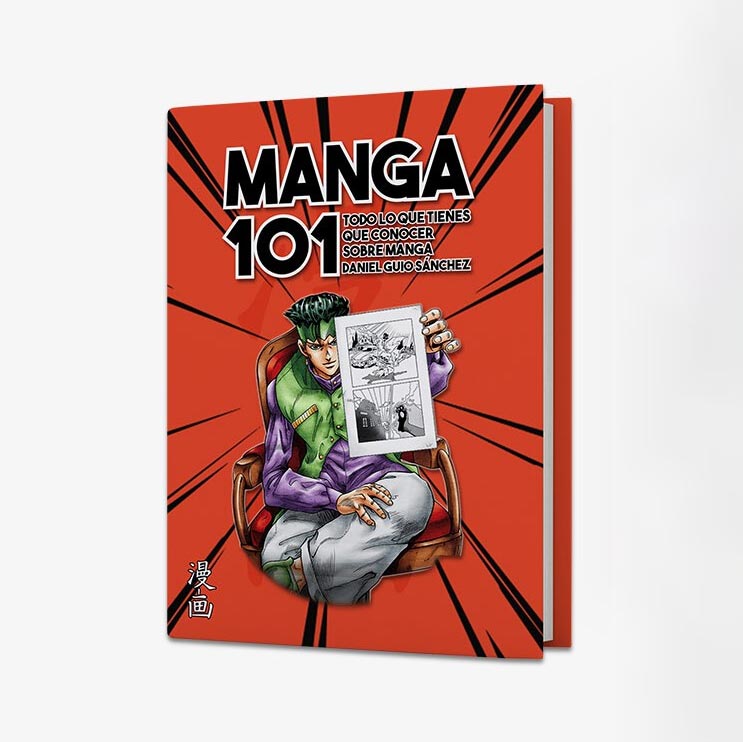 MANGA
101
TODO LO QUE TIENES
QUE CONOCER
SOBRE MANGA
DANIEL GUIO SÁNCHEZ
漫
画